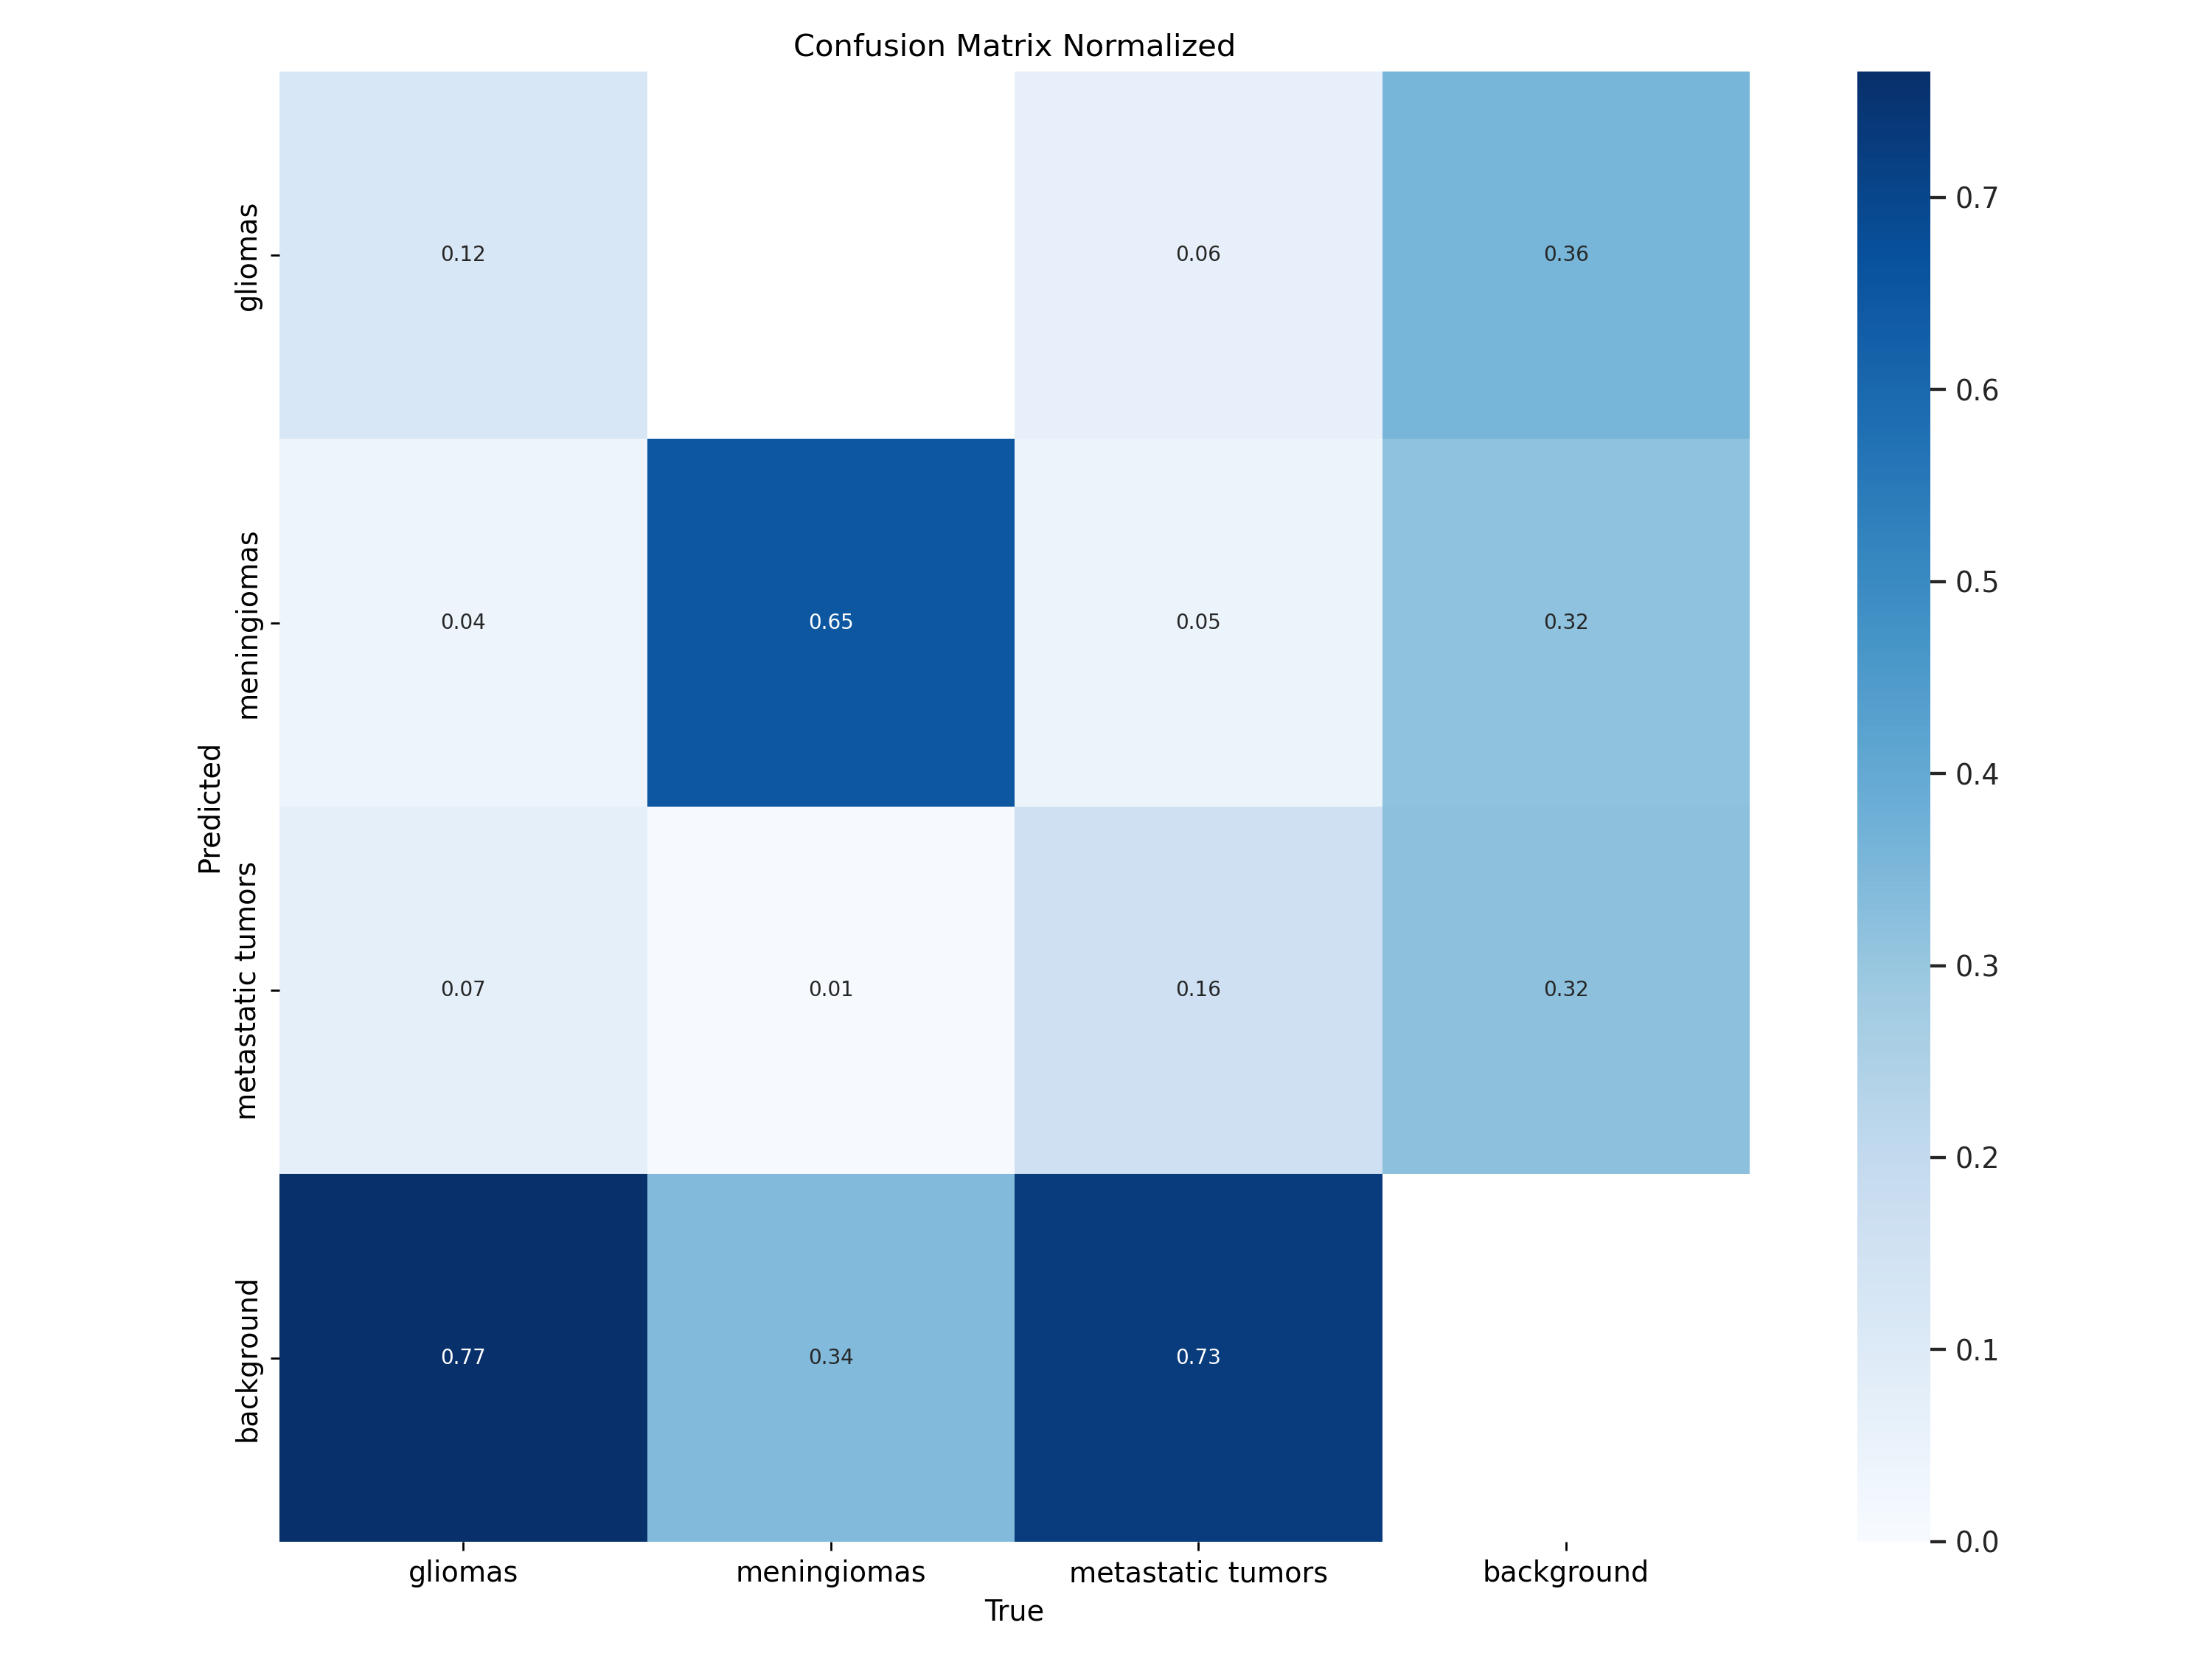 Confusion Matrix Normalized
Predicted
gliomas
0.12
0.06
0.36
meningiomas
0.04
0.65
0.05
0.32
metastatic tumors
0.07
0.01
0.16
0.32
background
0.77
0.34
0.73
gliomas
meningiomas
metastatic tumors
background
True
0.7
0.6
0.5
0.4
0.3
0.2
0.1
0.0